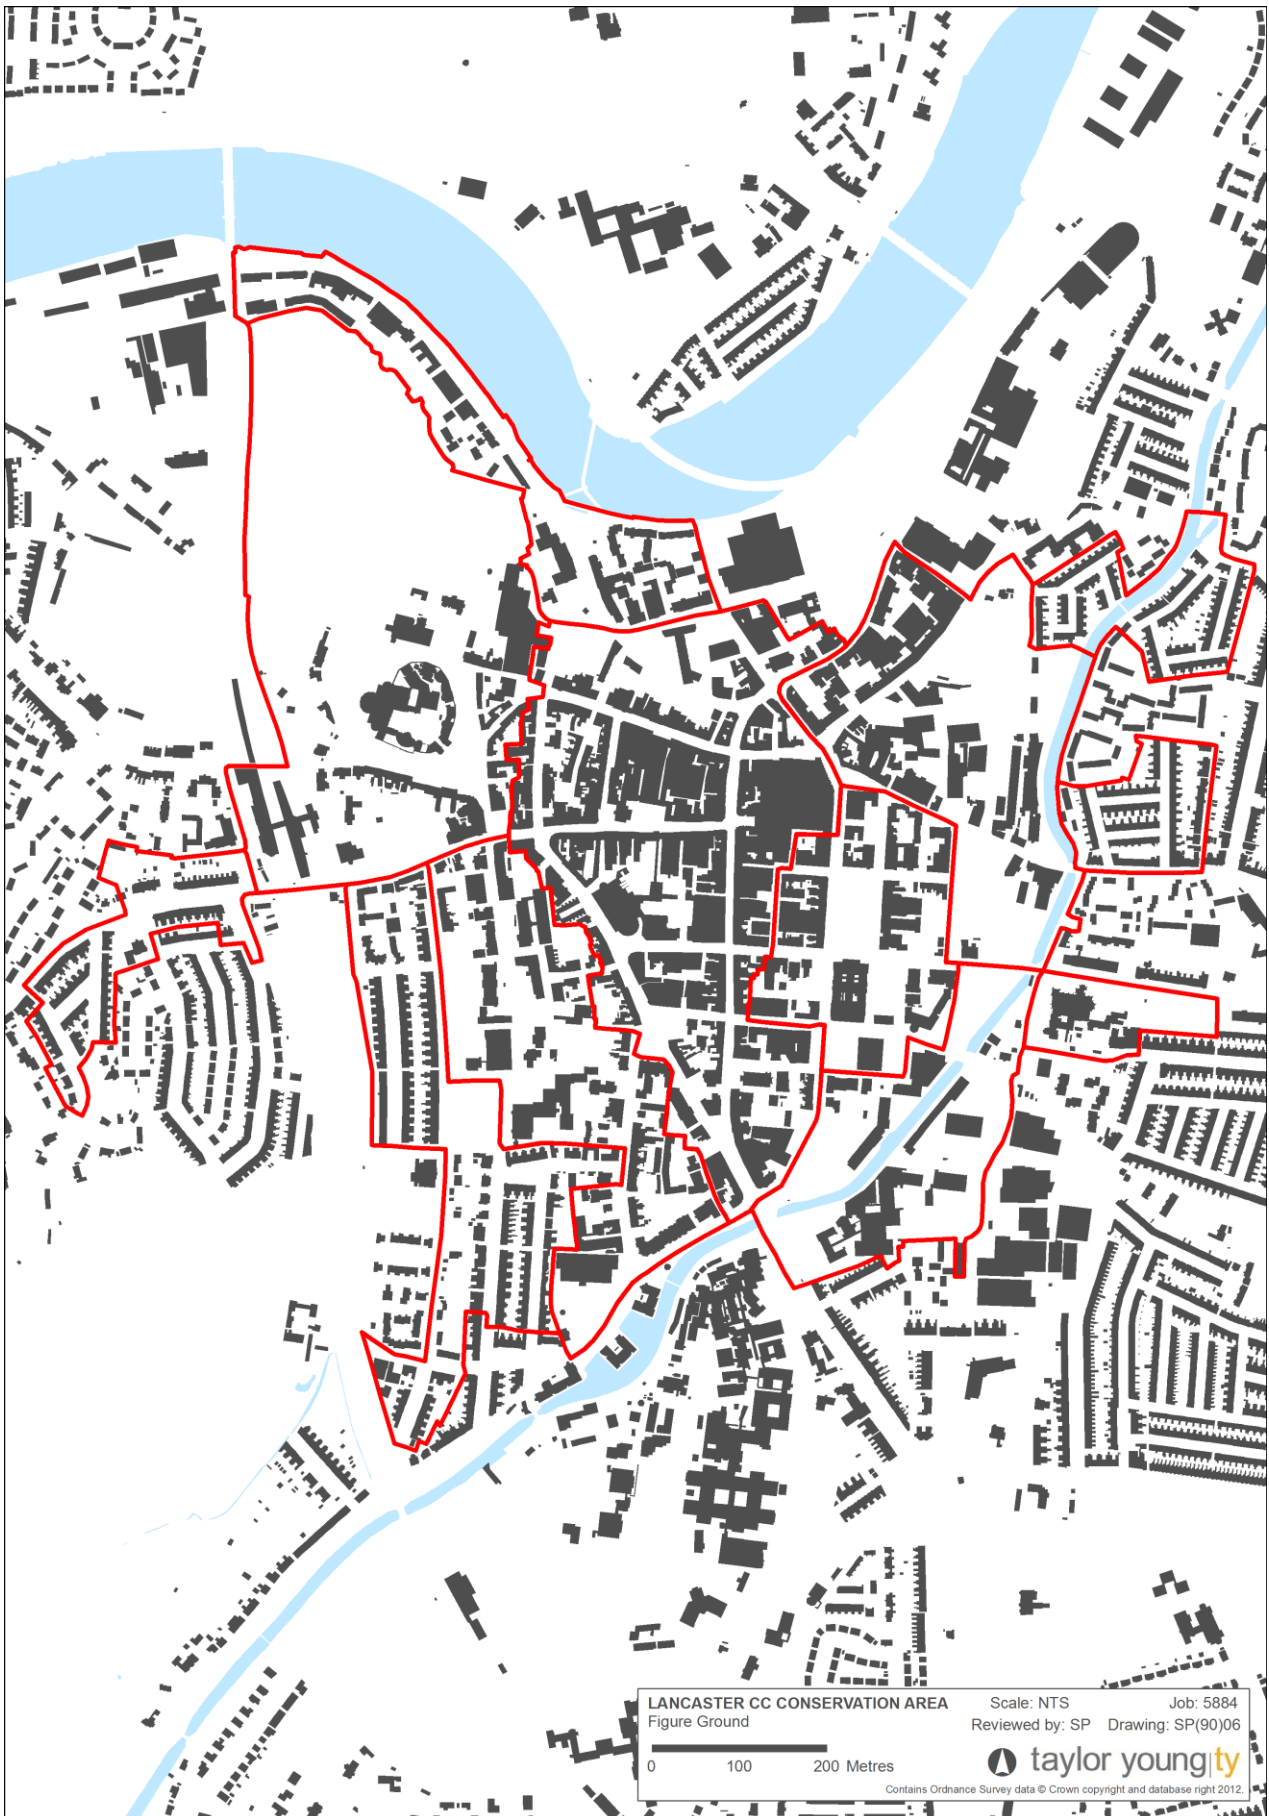 LANCASTER CC CONSERVATION AREA Scale: NTS Job: 5884
Figure Ground Reviewed by: SP Drawing: SP(90)06
0 100 200 Metres
taylor young|ty
Contains Ordnance Survey data © Crown copyright and database right 2012.